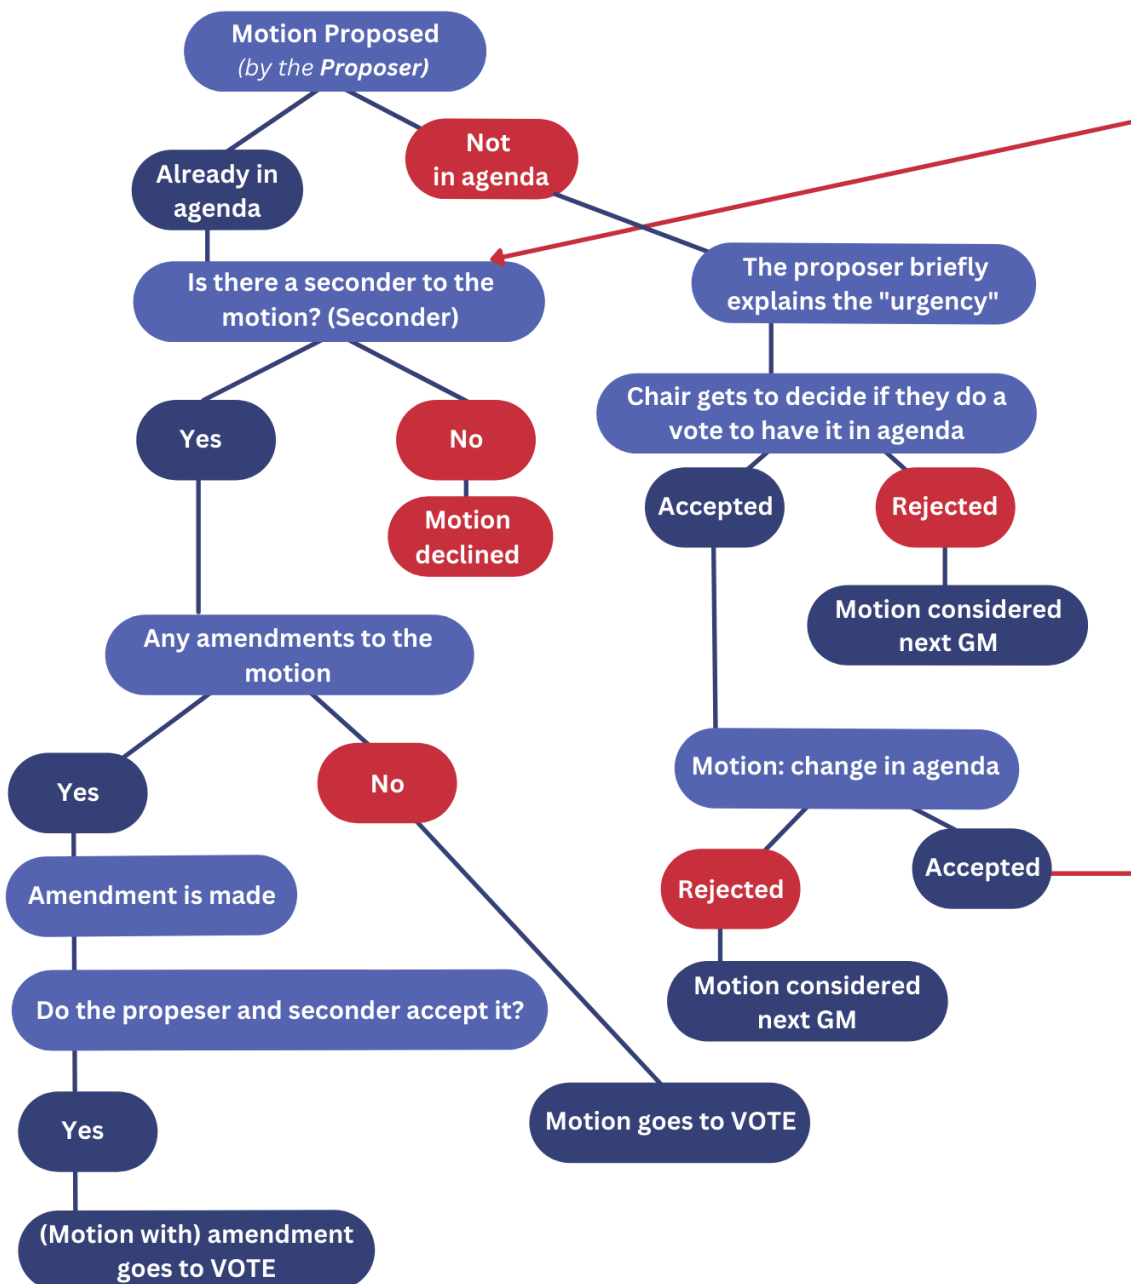 Motion Proposed
(by the Proposer)
Already in
agenda
Not
in agenda
Is there a seconder to the
motion? (Seconder)
The proposer briefly
explains the "urgency"
Chair gets to decide if they do a
vote to have it in agenda
Yes
No
Motion
declined
Accepted
Rejected
Motion considered
next GM
Any amendments to the
motion
Yes
No
Motion: change in agenda
Rejected
Accepted
Motion considered
next GM
Amendment is made
Do the propeser and seconder accept it?
Yes
Motion goes to VOTE
(Motion with) amendment
goes to VOTE